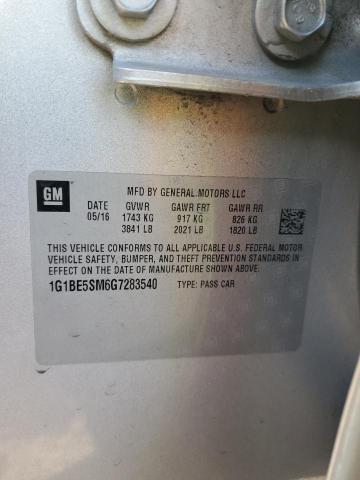 GM
MFD BY GENERAL MOTORS LLC
DATE GVWR GAWR FRT GAWR RR
05/16 1743 KG 917 KG 826 KG
3841 LB 2021 LB 1820 LB
THIS VEHICLE CONFORMS TO ALL APPLICABLE U.S. FEDERAL MOTOR
VEHICLE SAFETY, BUMPER, AND THEFT PREVENTION STANDARDS
IN EFFECT ON THE DATE OF MANUFACTURE SHOWN ABOVE.
1G1BE5SM6G7283540 TYPE: PASS CAR